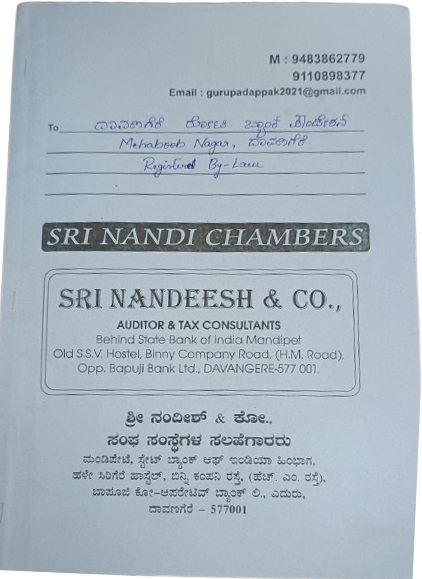 M : 9483862779
9110898377
Email : gurupadappak2021@gmail.com
To ದಾವಣಗೆರೆ ರೋಟಿ ಬ್ಯಾಂಕ್ ಫೌಂಡೇಶನ್
Mehaboob Nagar, ದಾವಣಗೆರೆ
Registered By-Law
SRI NANDI CHAMBERS
SRI NANDEESH & CO.,
AUDITOR & TAX CONSULTANTS
Behind State Bank of India Mandipet
Old S.S.V. Hostel, Binny Company Road, (H.M. Road).
Opp. Bapuji Bank Ltd., DAVANGERE-577 001.
ಶ್ರೀ ನಂದೀಶ್ & ಕೋ.,
ಸಂಘ ಸಂಸ್ಥೆಗಳ ಸಲಹೆಗಾರರು
ಮಂಡಿಪೇಟೆ, ಸ್ಟೇಟ್ ಬ್ಯಾಂಕ್ ಆಫ್ ಇಂಡಿಯಾ ಹಿಂಭಾಗ,
ಹಳೇ ಸಿರಿಗೆರೆ ಹಾಸ್ಟೆಲ್, ಬಿನ್ನಿ ಕಂಪನಿ ರಸ್ತೆ, (ಹೆಚ್. ಎಂ. ರಸ್ತೆ),
ಬಾಪೂಜಿ ಕೋ-ಆಪರೇಟಿವ್ ಬ್ಯಾಂಕ್ ಲಿ., ಎದುರು,
ದಾವಣಗೆರೆ – 577001